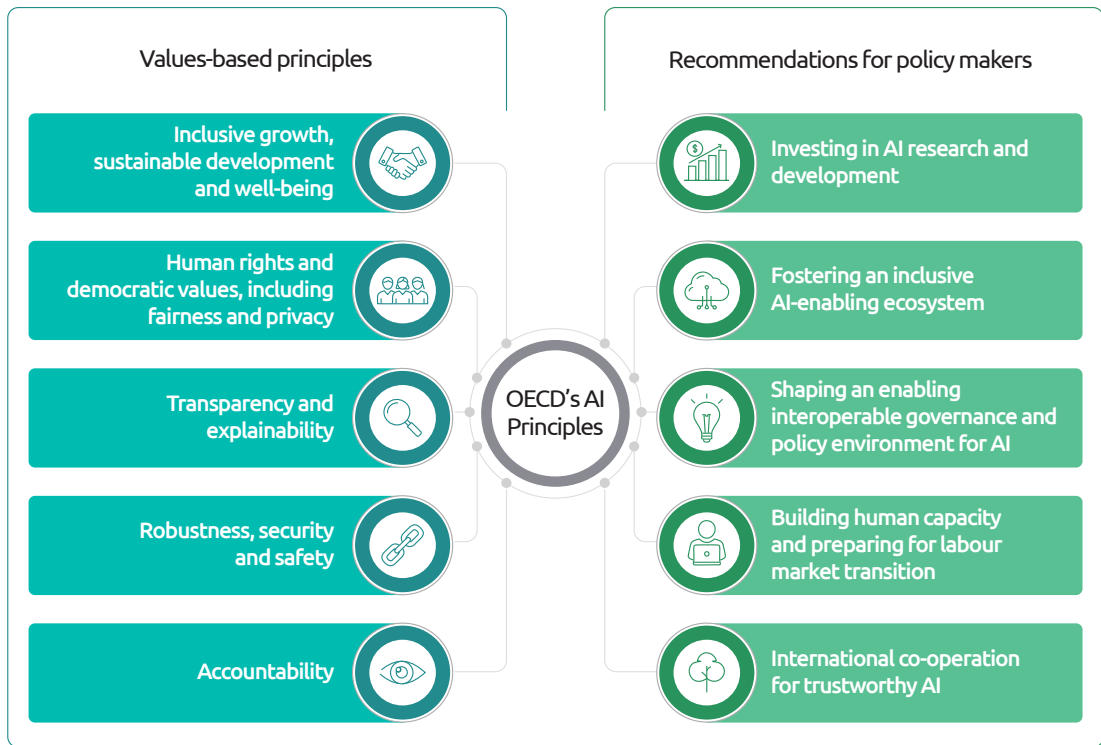 Values-based principles
Inclusive growth,
sustainable development
and well-being
Human rights and
democratic values, including
fairness and privacy
Transparency and
explainability
Robustness, security
and safety
Accountability
OECD’s AI
Principles
Recommendations for policy makers
$
Investing in AI research and
development
Fostering an inclusive
AI-enabling ecosystem
Shaping an enabling
interoperable governance and
policy environment for AI
Building human capacity
and preparing for labour
market transition
International co-operation
for trustworthy AI